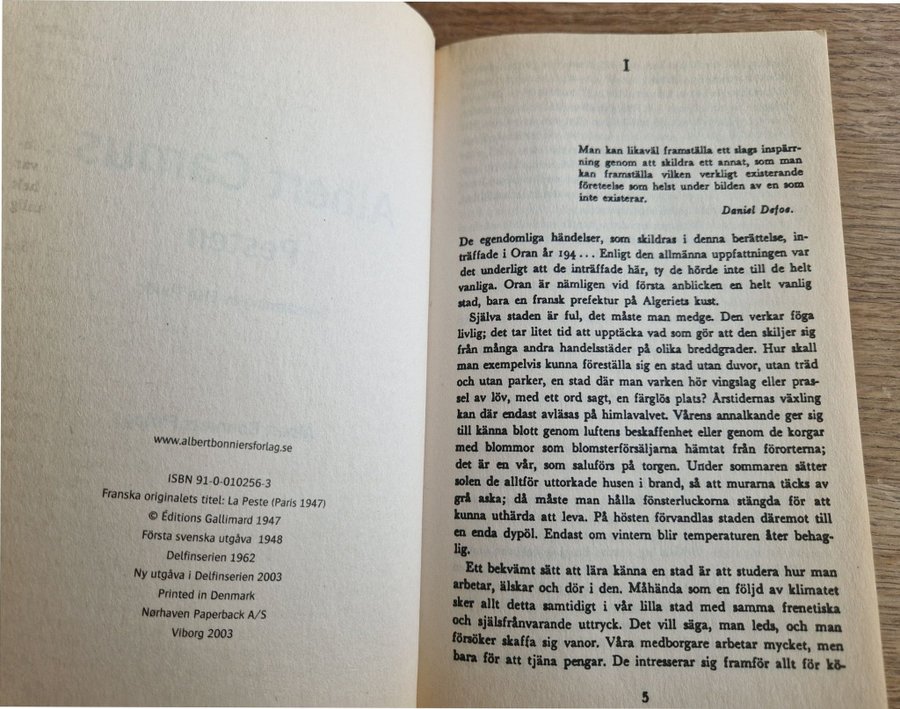 www.albertbonniersforlag.se
ISBN 91-0-010256-3
Franska originalets titel: La Peste (Paris 1947)
© Éditions Gallimard 1947
Första svenska utgåva 1948
Delfinserien 1962
Ny utgåva i Delfinserien 2003
Printed in Denmark
Nørhaven Paperback A/S
Viborg 2003
I
Man kan likaväl framställa ett slags inspärr-
ning genom att skildra ett annat, som man
kan framställa vilken verkligt existerande
företeelse som helst under bilden av en som
inte existerar.
Daniel Defoe.
De egendomliga händelser, som skildras i denna berättelse, in-
träffade i Oran år 194 ... Enligt den allmänna uppfattningen var
det underligt att de inträffade här, ty de hörde inte till de helt
vanliga. Oran är nämligen vid första anblicken en helt vanlig
stad, bara en fransk prefektur på Algeriets kust.
Själva staden är ful, det måste man medge. Den verkar föga
livlig; det tar litet tid att upptäcka vad som gör att den skiljer sig
från många andra handelsstäder på olika breddgrader. Hur skall
man exempelvis kunna föreställa sig en stad utan duvor, utan träd
och utan parker, en stad där man varken hör vingslag eller pras-
sel av löv, med ett ord sagt, en färglös plats? Årstidernas växling
kan där endast avläsas på himlavalvet. Vårens annalkande ger sig
till känna blott genom luftens beskaffenhet eller genom de korgar
med blommor som blomsterförsäljarna hämtat från förorterna;
det är en vår, som saluförs på torgen. Under sommaren sätter
solen de alltför uttorkade husen i brand, så att murarna täcks av
grå aska; då måste man hålla fönsterluckorna stängda för att
kunna uthärda att leva. På hösten förvandlas staden däremot till
en enda dypöl. Endast om vintern blir temperaturen åter behag-
lig.
Ett bekvämt sätt att lära känna en stad är att studera hur man
arbetar, älskar och dör i den. Måhända som en följd av klimatet
sker allt detta samtidigt i vår lilla stad med samma frenetiska
och själsfrånvarande uttryck. Det vill säga, man leds, och man
försöker skaffa sig vanor. Våra medborgare arbetar mycket, men
bara för att tjäna pengar. De intresserar sig framför allt för kö-
5